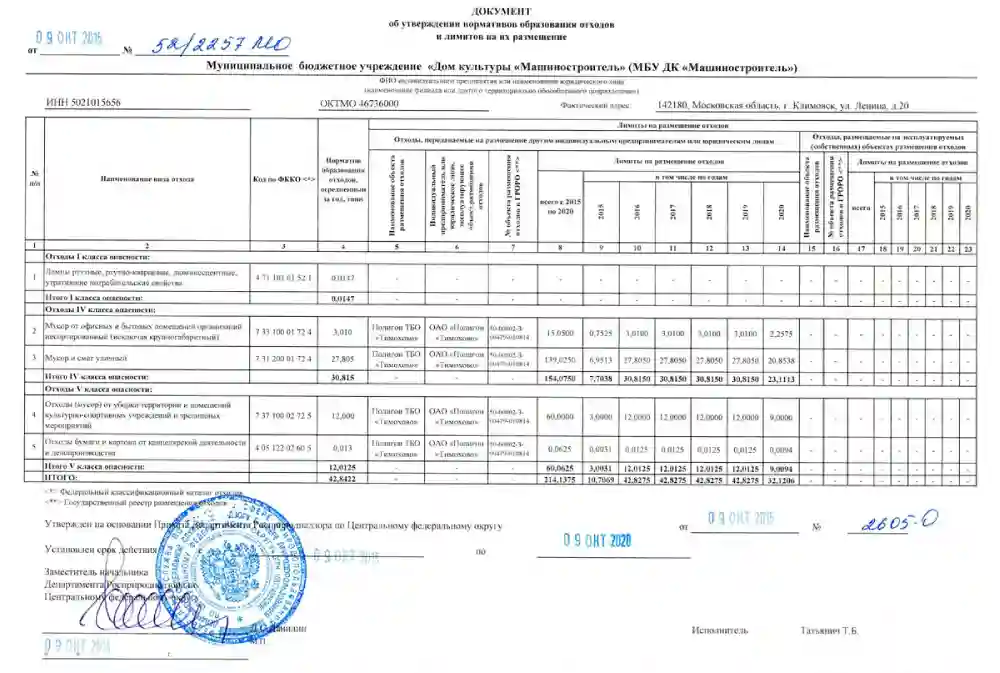 ДОКУМЕНТ
об утверждении нормативов образования отходов
и лимитов на их размещение
от 09 ОКТ 2015 № 52/2257 МО
Муниципальное бюджетное учреждение «Дом культуры «Машиностроитель» (МБУ ДК «Машиностроитель»)
ФИО индивидуального предпринимателя или наименование юридического лица
(наименование филиала или другого территориально обособленного подразделения)
ИНН 5021015656 ОКТМО 46736000 Фактический адрес: 142180, Московская область, г. Климовск, ул. Ленина, д.20
Лимиты на размещение отходов
Отходы, передаваемые на размещение другим индивидуальным предпринимателям или юридическим лицам
Отходы, размещаемые на эксплуатируемых (собственных) объектах размещения отходов
№ п/п
Наименование вида отхода
Код по ФККО <*>
Норматив образования отходов, определенный за год, тонн
Наименование объекта размещения отходов
Индивидуальный предприниматель или юридическое лицо, эксплуатирующее объект размещения отходов
№ объекта размещения отходов в ГРОРО <**>
Лимиты на размещение отходов
в том числе по годам
всего с 2015 по 2020
2015 2016 2017 2018 2019 2020
Наименование объекта размещения отходов
№ объекта размещения отходов в ГРОРО <**>
Лимиты на размещение отходов
в том числе по годам
всего 2015 2016 2017 2018 2019 2020
1 2 3 4 5 6 7 8 9 10 11 12 13 14 15 16 17 18 19 20 21 22 23
Отходы I класса опасности:
1 Лампы ртутные, ртутно-кварцевые, люминесцентные, утратившие потребительские свойства 4 71 101 01 52 1 0,0147 - - - - - - - - - - - - - - - - - - -
Итого I класса опасности: 0,0147
Отходы IV класса опасности:
2 Мусор от офисных и бытовых помещений организаций несортированный (исключая крупногабаритный) 7 33 100 01 72 4 3,010 Полигон ТБО «Тимохово» ОАО «Полигон «Тимохово» 15,0500 0,7525 3,0100 3,0100 3,0100 3,0100 2,2575 - - - - - - - - -
3 Мусор и смет уличный 7 31 200 01 72 4 27,805 Полигон ТБО «Тимохово» ОАО «Полигон «Тимохово» 139,0250 6,9513 27,8050 27,8050 27,8050 27,8050 20,8538 - - - - - - - - -
Итого IV класса опасности: 30,815 - - 154,0750 7,7038 30,8150 30,8150 30,8150 30,8150 23,1113 - - - - - - - - -
Отходы V класса опасности:
4 Отходы (мусор) от уборки территории и помещений культурно-спортивных учреждений и зрелищных мероприятий 7 37 100 02 72 5 12,000 Полигон ТБО «Тимохово» ОАО «Полигон «Тимохово» 60,0000 3,0000 12,0000 12,0000 12,0000 12,0000 9,0000 - - - - - - - - -
5 Отходы бумаги и картона от канцелярской деятельности и делопроизводства 4 05 122 02 60 5 0,013 Полигон ТБО «Тимохово» ОАО «Полигон «Тимохово» 0,0625 0,0031 0,0125 0,0125 0,0125 0,0125 0,0094 - - - - - - - - -
Итого V класса опасности: 12,0125 - - 60,0625 3,0031 12,0125 12,0125 12,0125 12,0125 9,0094 - - - - - - - - -
ИТОГО: 42,8422 214,1375 10,7069 42,8275 42,8275 42,8275 42,8275 32,1206 - - - - - - - - -
<*> Федеральный классификационный каталог отходов
<**> Государственный реестр размещения отходов
Утвержден на основании Приказа Департамента Росприроднадзора по Центральному федеральному округу от 09 ОКТ 2015 № 2605-О
Установлен срок действия 09 ОКТ 2015 по 09 ОКТ 2020
Заместитель начальника
Департамента Росприроднадзора по
Центральному федеральному округу
М.П.
Исполнитель Татьянич Т.Б.
09 ОКТ
г.